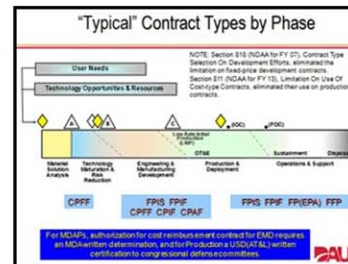 “Typical” Contract Types by Phase
NOTE: Section 818 (NDAA for FY 07), Contract Type
Selection On Development Efforts, eliminated the
limitation on fixed-price development contracts.
Section 811 (NDAA for FY 13), Limitation On Use Of
Cost-type Contracts, eliminated their use on production
contracts.
User Needs
Technology Opportunities & Resources
A
B
C
(IOC)
(FOC)
Low Rate Initial
Production
(LRIP)
OT&E
Sustainment
Disposal
Materiel
Solution
Analysis
Technology
Maturation &
Risk
Reduction
Engineering &
Manufacturing
Development
Production &
Deployment
Operations & Support
CPFF
FPIS FPIF
CPFF CPIF CPAF
FPIS FPIF FP(EPA) FFP
For MDAPs, authorization for cost reimbursement contract for EMD requires
an MDA written determination, and for Production a USD(AT&L) written
certification to congressional defense committees.
DAU